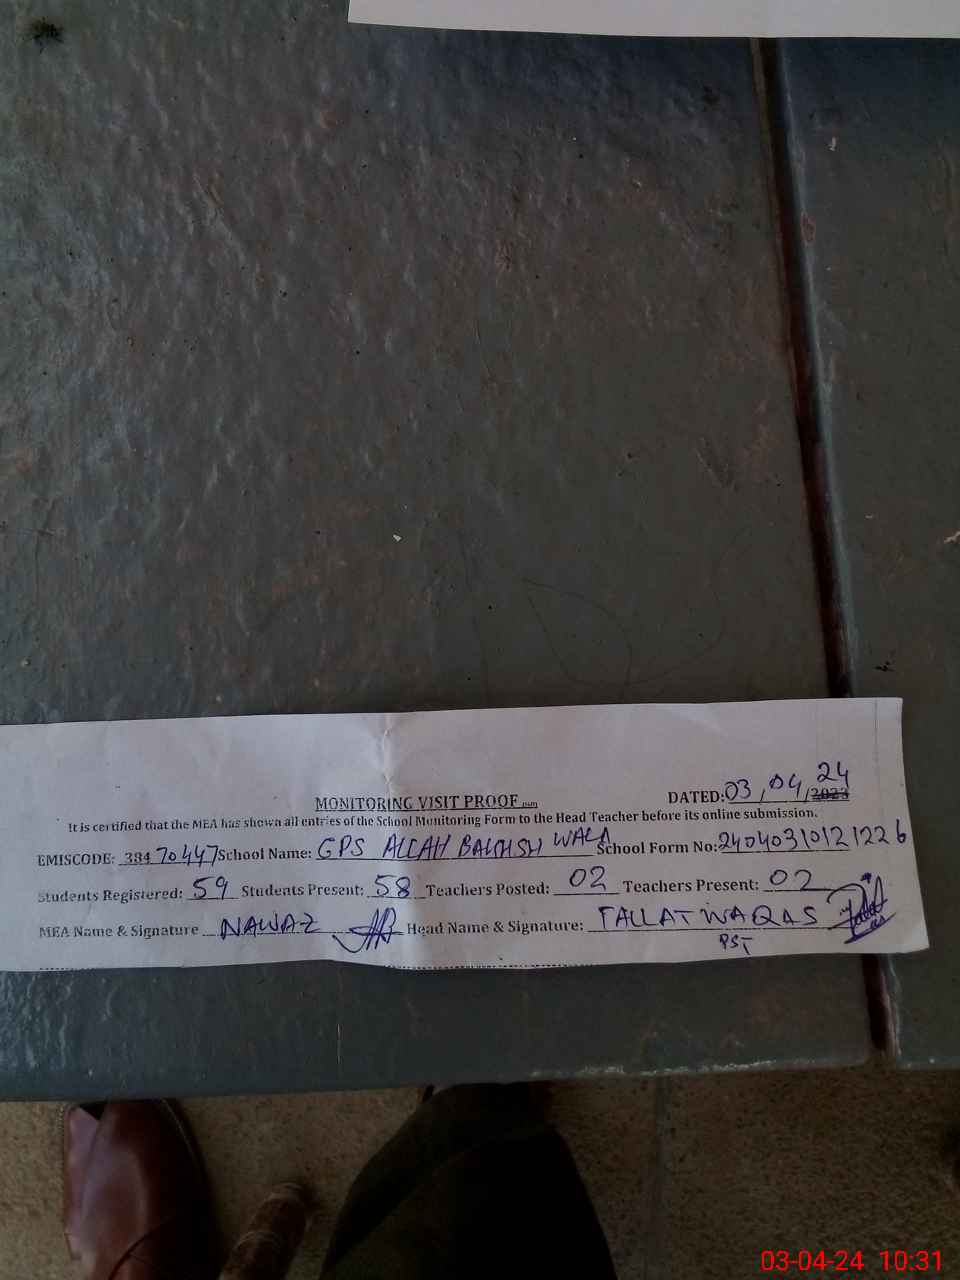 MONITORING VISIT PROOF DATED: 03/04/24 2023
It is certified that the MEA has shown all entries of the School Monitoring Form to the Head Teacher before its online submission.
EMISCODE: 38470447 School Name: GPS ALLAH BAKHSH WALA School Form No: 24040310121226
Students Registered: 59 Students Present: 58 Teachers Posted: 02 Teachers Present: 02
MEA Name & Signature NAWAZ Head Name & Signature: TALLAT WAQAS
PST
03-04-24 10:31